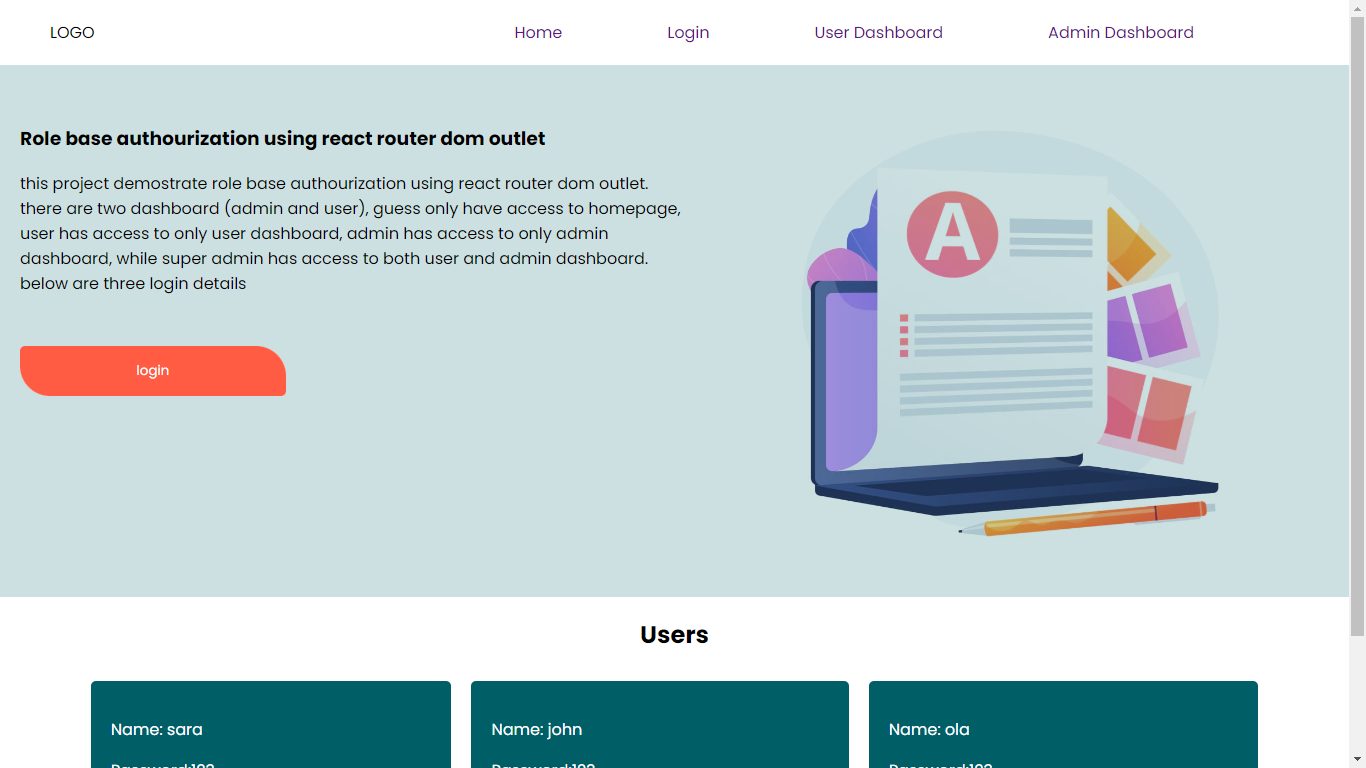 LOGO Home Login User Dashboard Admin Dashboard
Role base authourization using react router dom outlet
this project demostrate role base authourization using react router dom outlet.
there are two dashboard (admin and user), guess only have access to homepage,
user has access to only user dashboard, admin has access to only admin
dashboard, while super admin has access to both user and admin dashboard.
below are three login details
login
A
Users
Name: sara
Name: john
Name: ola